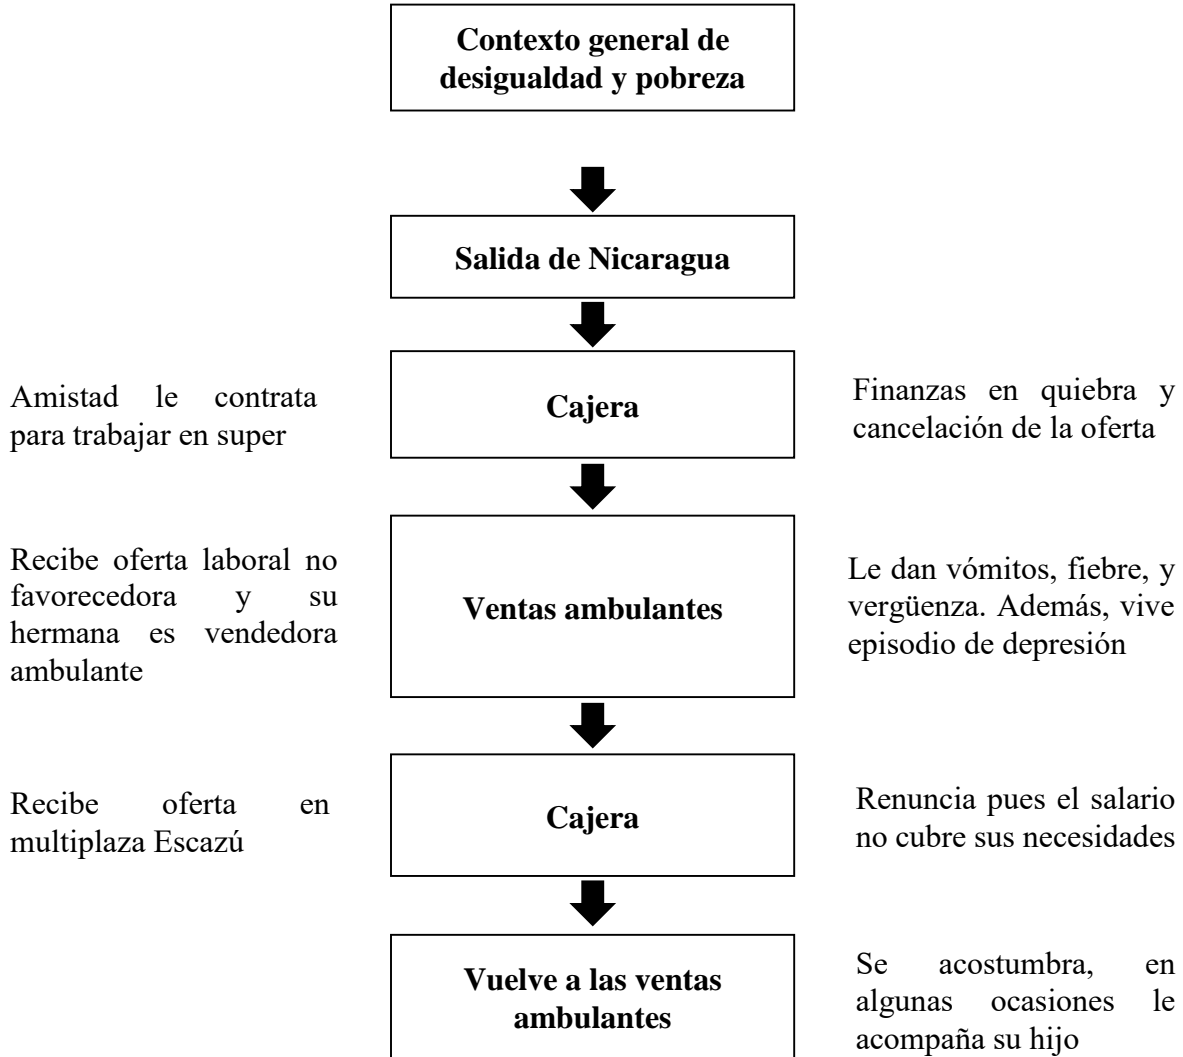 Contexto general de
desigualdad y pobreza
Salida de Nicaragua
Amistad le contrata
para trabajar en super
Cajera
Finanzas en quiebra y
cancelación de la oferta
Recibe oferta laboral no
favorecedora y su
hermana es vendedora
ambulante
Ventas ambulantes
Le dan vómitos, fiebre, y
vergüenza. Además, vive
episodio de depresión
Recibe oferta en
multiplaza Escazú
Cajera
Renuncia pues el salario
no cubre sus necesidades
Vuelve a las ventas
ambulantes
Se acostumbra, en
algunas ocasiones le
acompaña su hijo